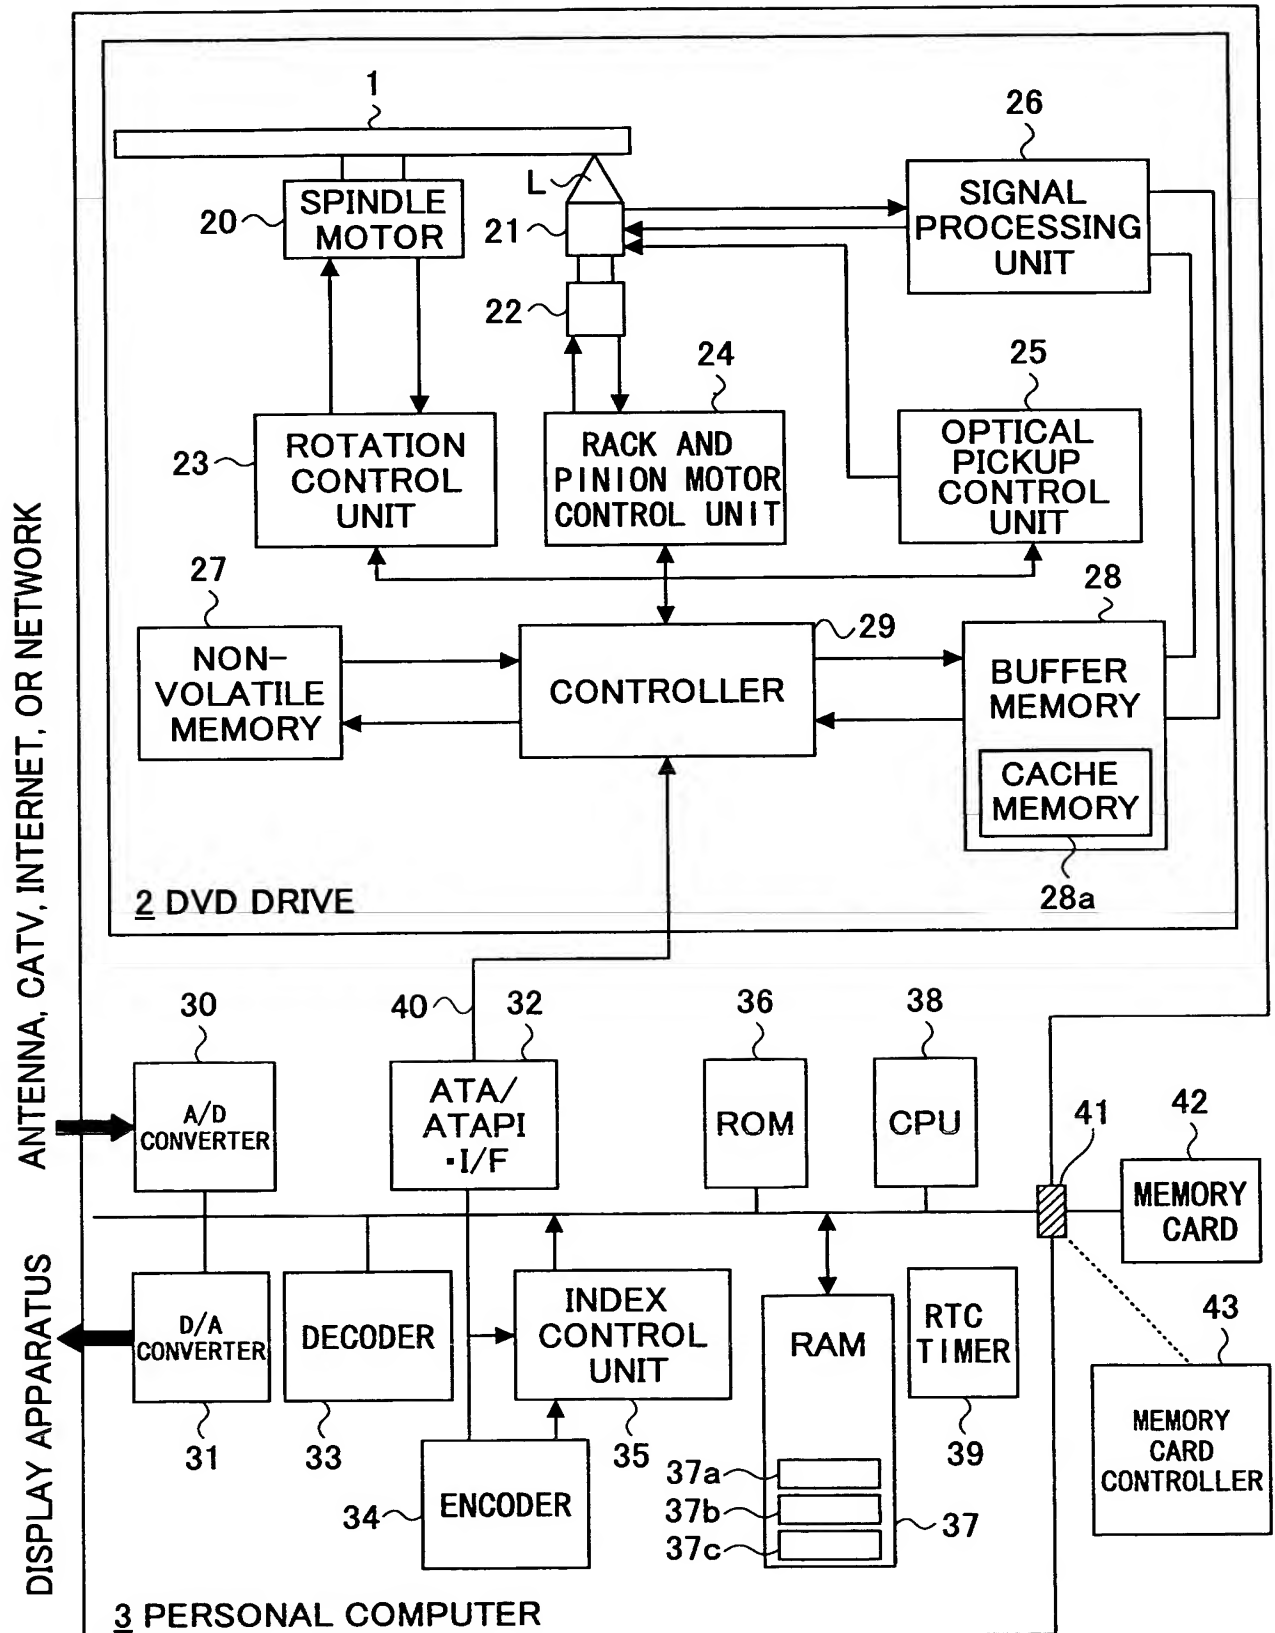 1
26
L
SPINDLE
MOTOR
20
21
SIGNAL
PROCESSING
UNIT
22
24
25
23
ROTATION
CONTROL
UNIT
RACK AND
PINION MOTOR
CONTROL UNIT
OPTICAL
PICKUP
CONTROL
UNIT
27
28
29
NON-
VOLATILE
MEMORY
CONTROLLER
BUFFER
MEMORY
CACHE
MEMORY
28a
2 DVD DRIVE
ANTENNA, CATV, INTERNET, OR NETWORK
30
40
32
36
38
A/D
CONVERTER
ATA/
ATAPI
·I/F
ROM
CPU
41
42
MEMORY
CARD
DISPLAY APPARATUS
D/A
CONVERTER
DECODER
INDEX
CONTROL
UNIT
RAM
RTC
TIMER
43
31
33
35
39
MEMORY
CARD
CONTROLLER
34
ENCODER
37a
37b
37c
37
3 PERSONAL COMPUTER